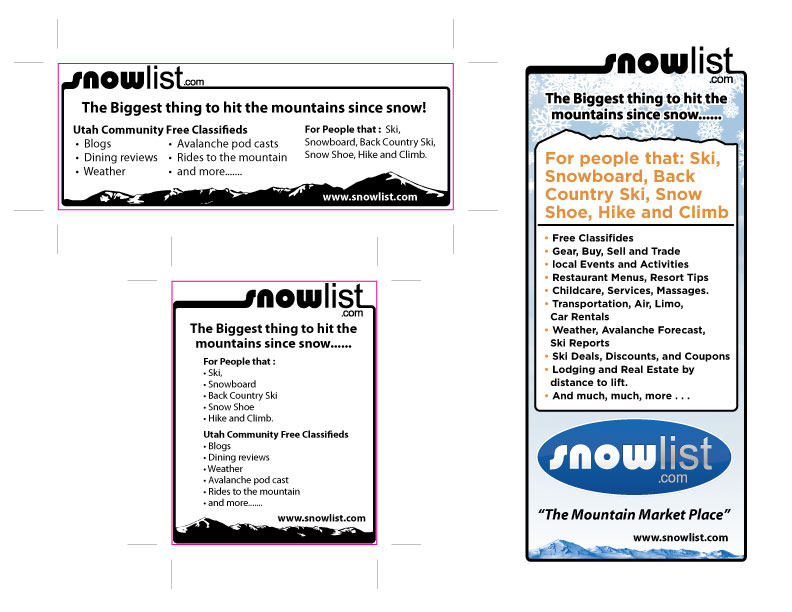 snowlist.com
The Biggest thing to hit the mountains since snow!
Utah Community Free Classifieds
• Blogs
• Dining reviews
• Weather
• Avalanche pod casts
• Rides to the mountain
• and more.......
For People that : Ski,
Snowboard, Back Country Ski,
Snow Shoe, Hike and Climb.
www.snowlist.com
snowlist.com
The Biggest thing to hit the
mountains since snow......
For People that :
• Ski,
• Snowboard
• Back Country Ski
• Snow Shoe
• Hike and Climb.
Utah Community Free Classifieds
• Blogs
• Dining reviews
• Weather
• Avalanche pod cast
• Rides to the mountain
• and more.......
www.snowlist.com
snowlist.com
The Biggest thing to hit the
mountains since snow......
For people that: Ski,
Snowboard, Back
Country Ski, Snow
Shoe, Hike and Climb
• Free Classifides
• Gear, Buy, Sell and Trade
• local Events and Activities
• Restaurant Menus, Resort Tips
• Childcare, Services, Massages.
• Transportation, Air, Limo,
Car Rentals
• Weather, Avalanche Forecast,
Ski Reports
• Ski Deals, Discounts, and Coupons
• Lodging and Real Estate by
distance to lift.
• And much, much, more . . .
snowlist.com
“The Mountain Market Place”
www.snowlist.com